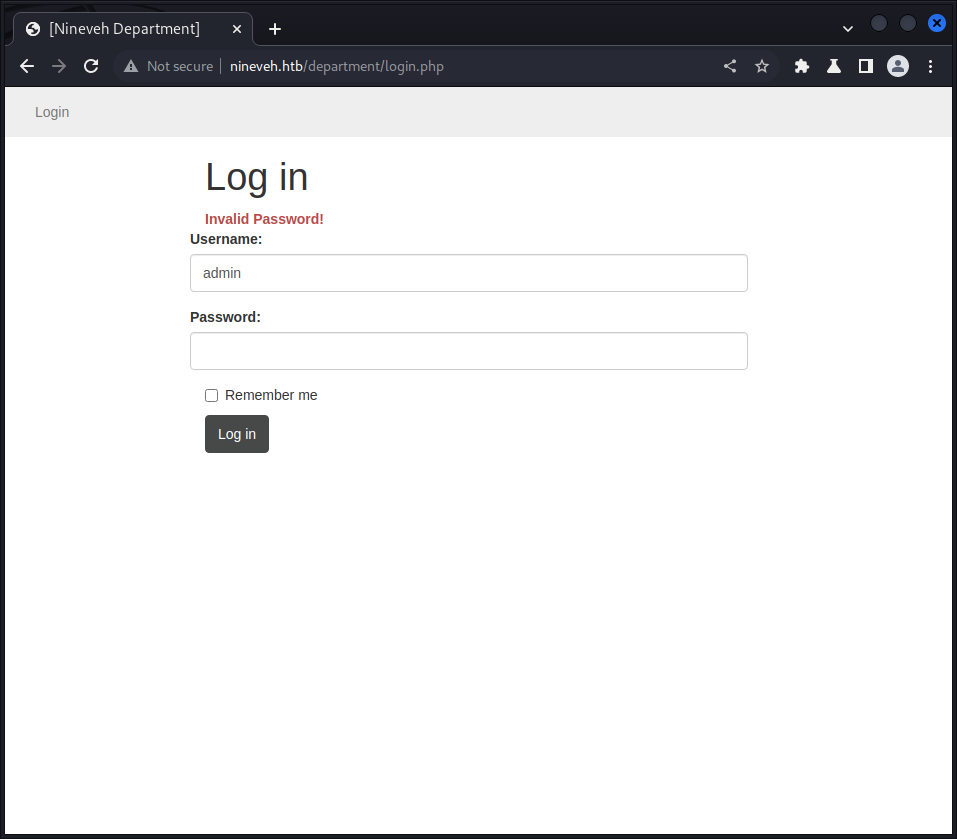 [Nineveh Department]
Not secure nineveh.htb/department/login.php
Login
Log in
Invalid Password!
Username:
admin
Password:
Remember me
Log in